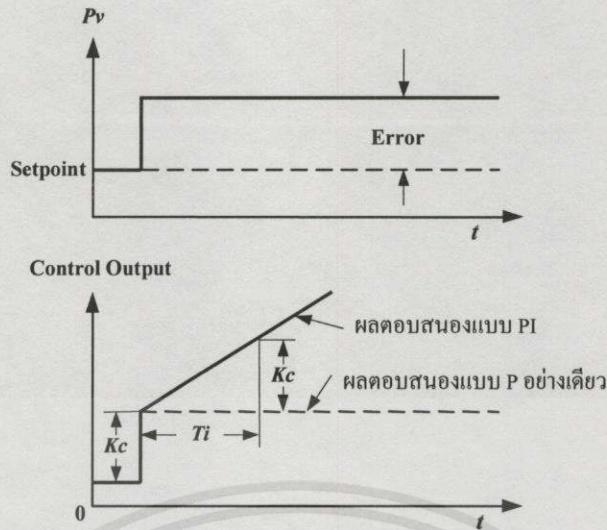 Pv
Error
Setpoint
t
Control Output
ผลตอบสนองแบบ PI
Kc
ผลตอบสนองแบบ P อย่างเดียว
Kc
Ti
0
t